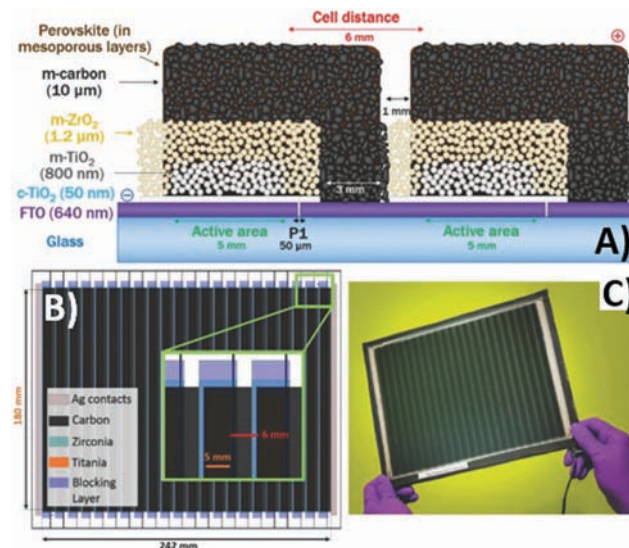 Perovskite (in
mesoporous layers)
Cell distance
6 mm
m-carbon
(10 µm)
1 mm
m-ZrO₂
(1.2 µm)
m-TiO₂
(800 nm)
c-TiO₂ (50 nm)
3 mm
FTO (640 nm)
Glass
Active area
5 mm
P1
50 µm
Active area
5 mm
A)
B)
180 mm
Ag contacts
Carbon
Zirconia
Titania
Blocking
Layer
6 mm
5 mm
242 mm
C)